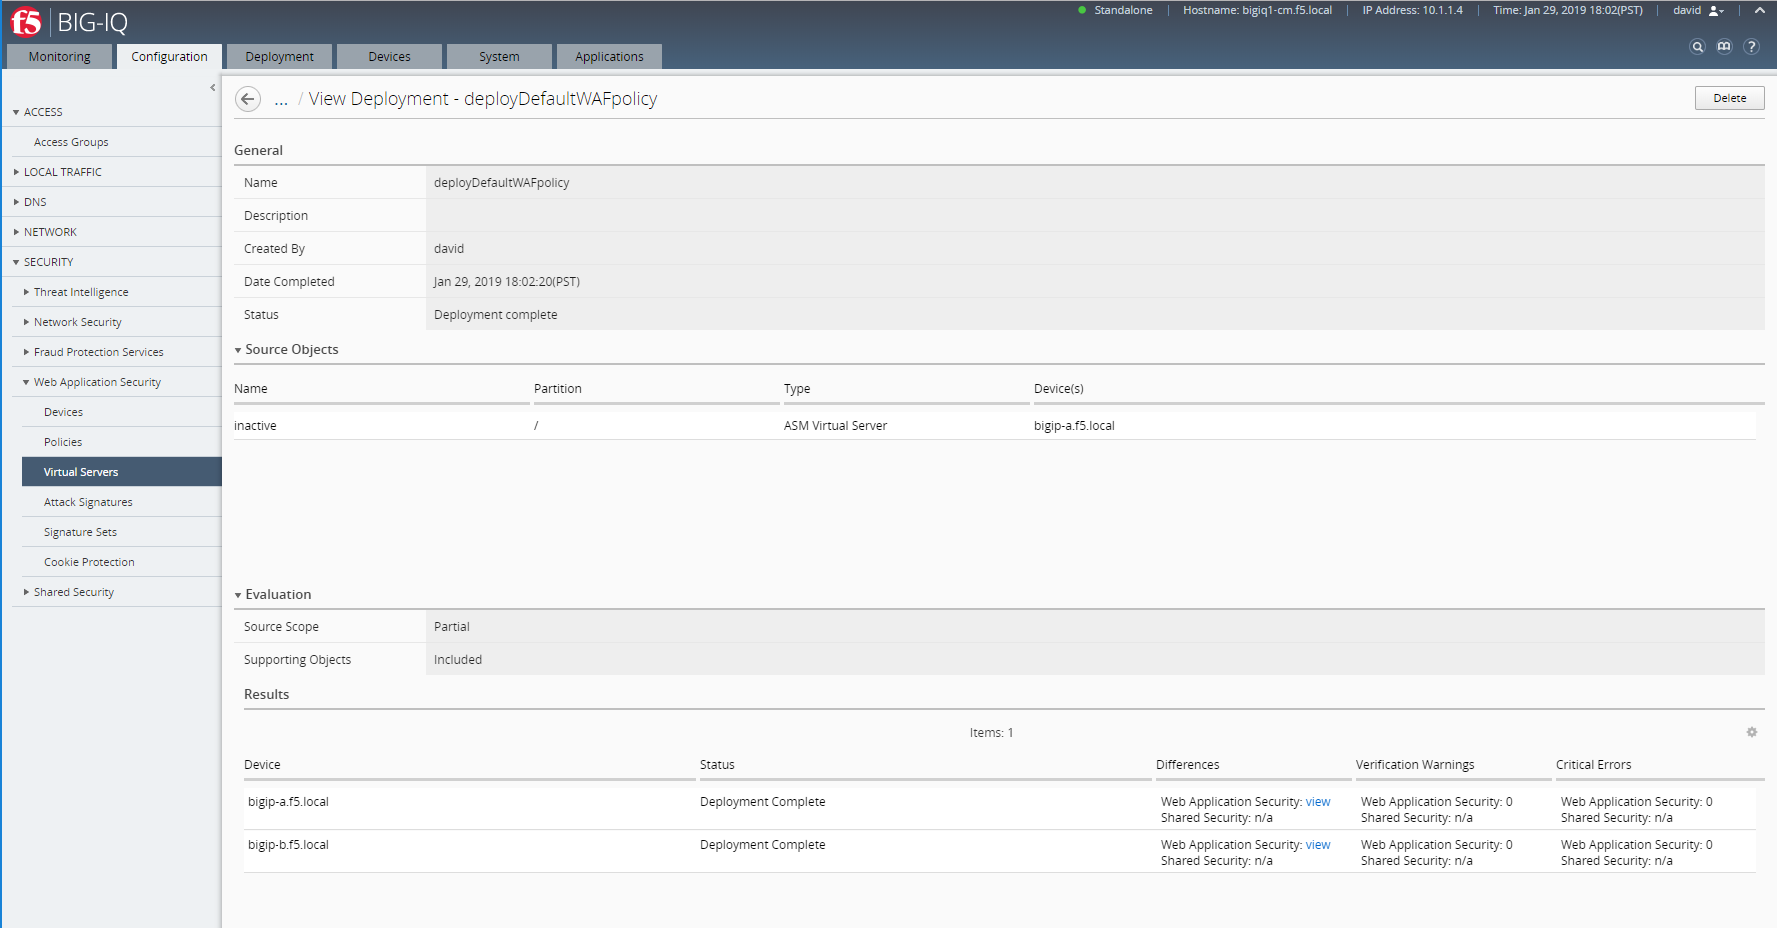 f5 BIG-IQ
Standalone | Hostname: bigiq1-cm.f5.local | IP Address: 10.1.1.4 | Time: Jan 29, 2019 18:02(PST) | david
Monitoring Configuration Deployment Devices System Applications
ACCESS
Access Groups
LOCAL TRAFFIC
DNS
NETWORK
SECURITY
Threat Intelligence
Network Security
Fraud Protection Services
Web Application Security
Devices
Policies
Virtual Servers
Attack Signatures
Signature Sets
Cookie Protection
Shared Security
... / View Deployment - deployDefaultWAFpolicy
Delete
General
Name deployDefaultWAFpolicy
Description
Created By david
Date Completed Jan 29, 2019 18:02:20(PST)
Status Deployment complete
Source Objects
Name Partition Type Device(s)
inactive / ASM Virtual Server bigip-a.f5.local
Evaluation
Source Scope Partial
Supporting Objects Included
Results
Items: 1
Device Status Differences Verification Warnings Critical Errors
bigip-a.f5.local Deployment Complete Web Application Security: view Web Application Security: 0 Web Application Security: 0
Shared Security: n/a Shared Security: n/a Shared Security: n/a
bigip-b.f5.local Deployment Complete Web Application Security: view Web Application Security: 0 Web Application Security: 0
Shared Security: n/a Shared Security: n/a Shared Security: n/a